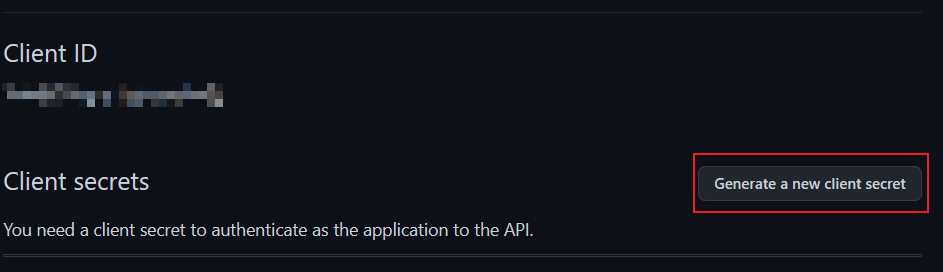 Client ID
Client secrets
Generate a new client secret
You need a client secret to authenticate as the application to the API.